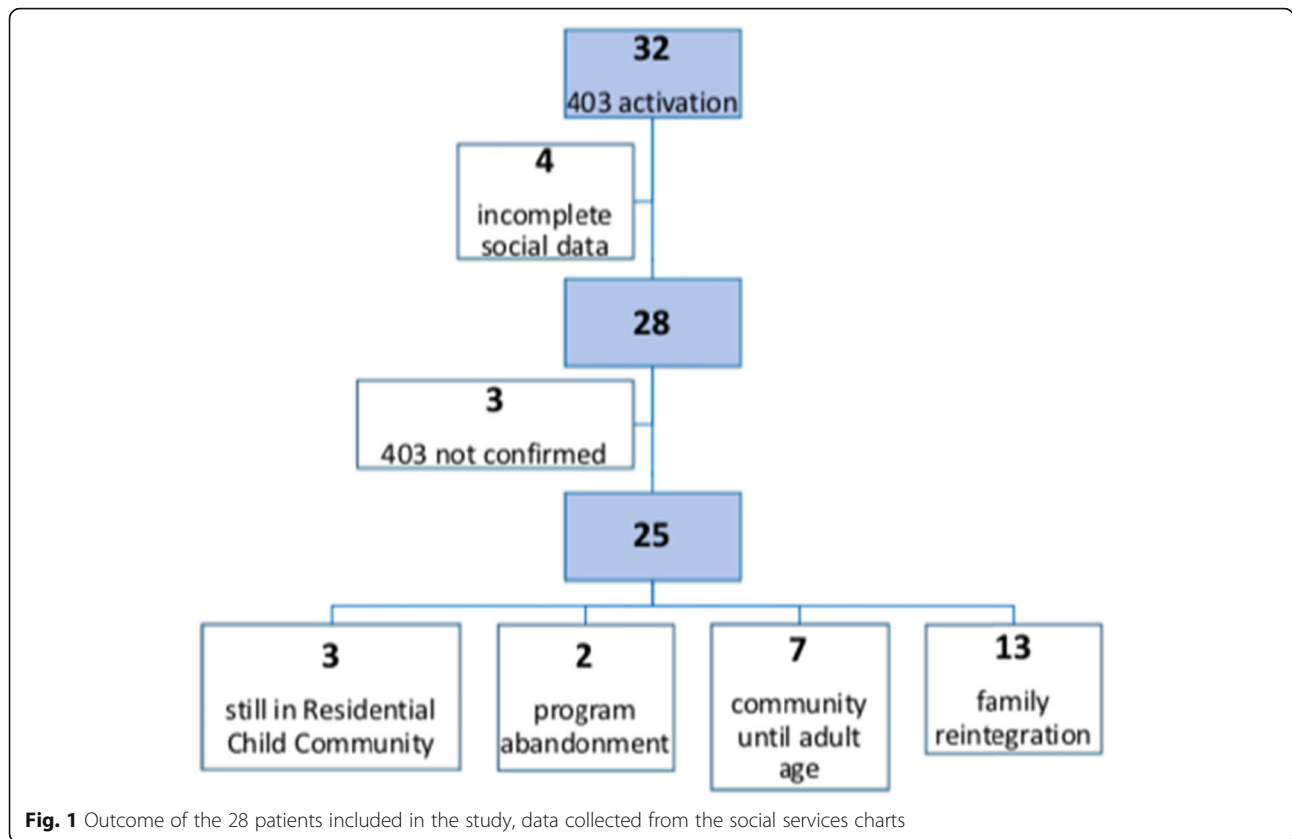 32
403 activation
4
incomplete
social data
28
3
403 not confirmed
25
3
still in Residential
Child Community
2
program
abandonment
7
community
until adult
age
13
family
reintegration
Fig. 1 Outcome of the 28 patients included in the study, data collected from the social services charts